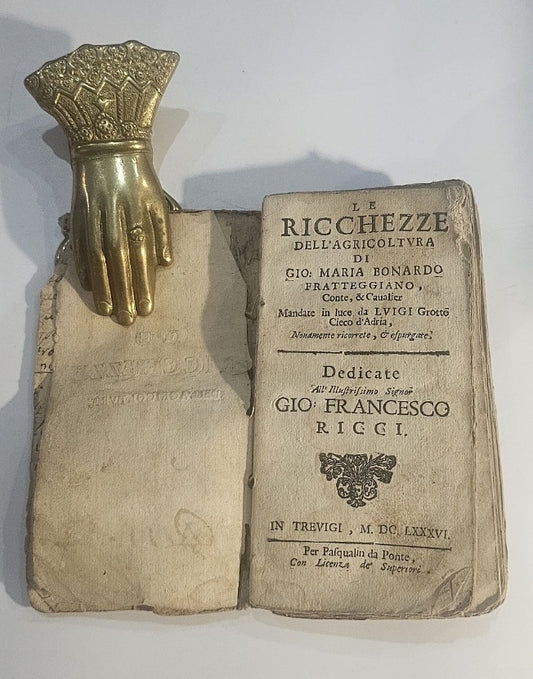 LE
RICCHEZZE
DELL'AGRICOLTVRA
DI
GIO: MARIA BONARDO
FRATTEGGIANO,
Conte, & Caualier
Mandate in luce da LVIGI Grotto
Cieco d'Adria,
Nouamente ricorrete, & espurgate.
Dedicate
All' Illustrissimo Signor
GIO: FRANCESCO
RICCI.
IN TREVIGI, M. DC. LXXXVI.
Per Pasqualin da Ponte,
Con Licenza de' Superiori.